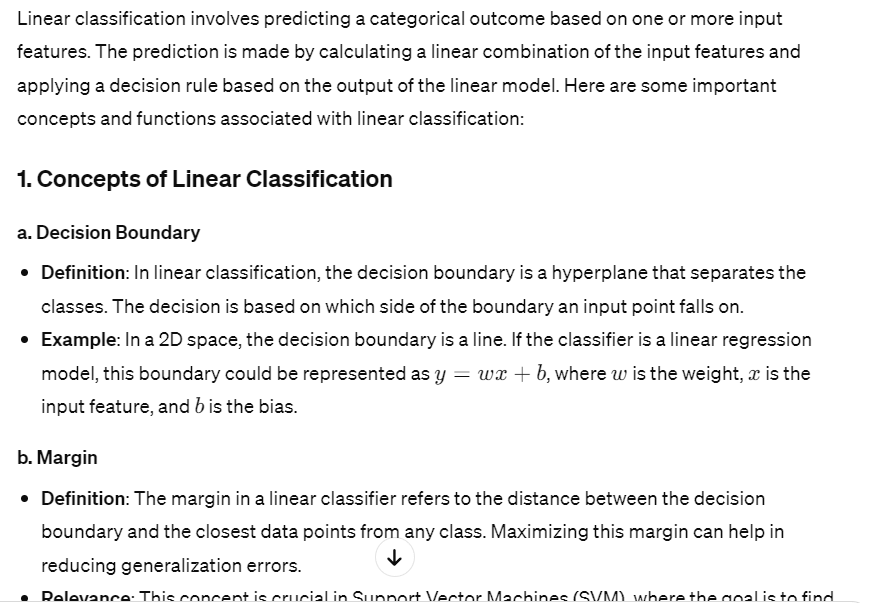 Linear classification involves predicting a categorical outcome based on one or more input
features. The prediction is made by calculating a linear combination of the input features and
applying a decision rule based on the output of the linear model. Here are some important
concepts and functions associated with linear classification:
1. Concepts of Linear Classification
a. Decision Boundary
• Definition: In linear classification, the decision boundary is a hyperplane that separates the
classes. The decision is based on which side of the boundary an input point falls on.
• Example: In a 2D space, the decision boundary is a line. If the classifier is a linear regression
model, this boundary could be represented as y = wx + b, where w is the weight, x is the
input feature, and b is the bias.
b. Margin
• Definition: The margin in a linear classifier refers to the distance between the decision
boundary and the closest data points from any class. Maximizing this margin can help in
reducing generalization errors.
• Relevance: This concept is crucial in Support Vector Machines (SVM), where the goal is to find